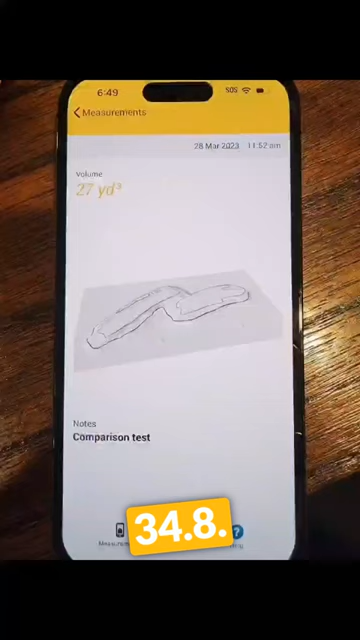 6:49
SOS
Measurements
28 Mar 2023 11:52 am
Volume
27 yd³
Notes
Comparison test
34.8.